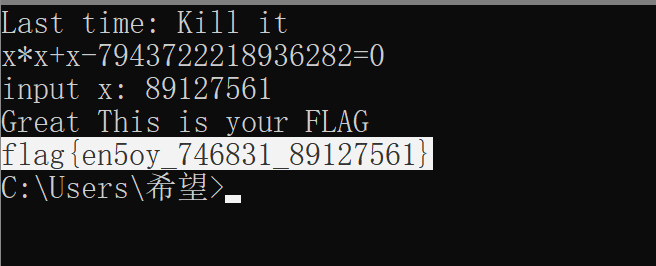 Last time: Kill it
x*x+x-7943722218936282=0
input x: 89127561
Great This is your FLAG
flag{en5oy_746831_89127561}
C:\Users\希望>